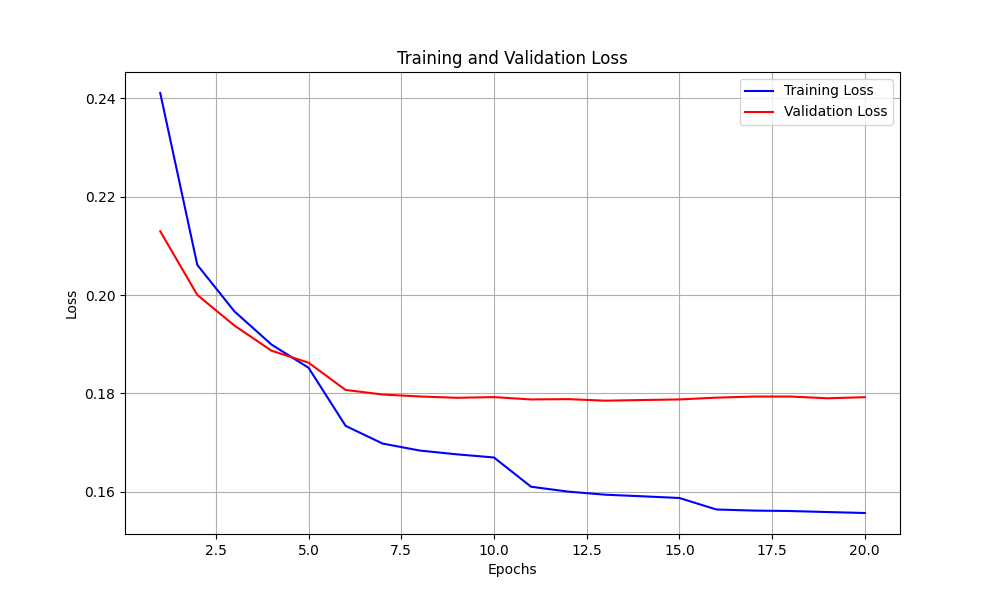 Training and Validation Loss
Training Loss
Validation Loss
0.24
0.22
0.20
0.18
0.16
Loss
2.5 5.0 7.5 10.0 12.5 15.0 17.5 20.0
Epochs